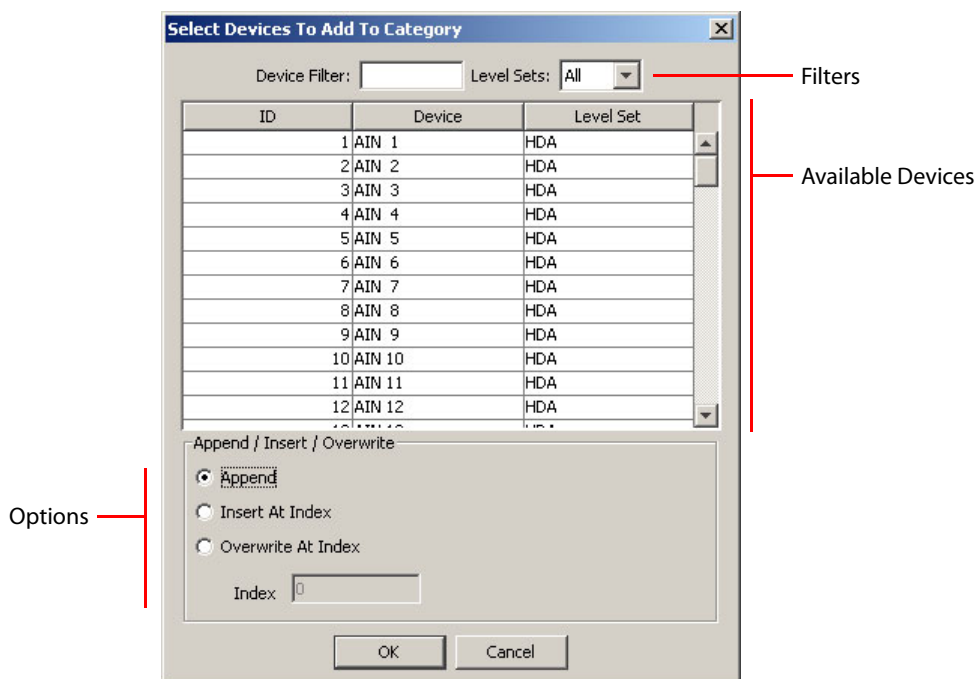 Select Devices To Add To Category
Device Filter: Level Sets: All
Filters
ID Device Level Set
1 AIN 1 HDA
2 AIN 2 HDA
3 AIN 3 HDA
Available Devices
4 AIN 4 HDA
5 AIN 5 HDA
6 AIN 6 HDA
7 AIN 7 HDA
8 AIN 8 HDA
9 AIN 9 HDA
10 AIN 10 HDA
11 AIN 11 HDA
12 AIN 12 HDA
Append / Insert / Overwrite
Append
Options
Insert At Index
Overwrite At Index
Index 0
OK Cancel